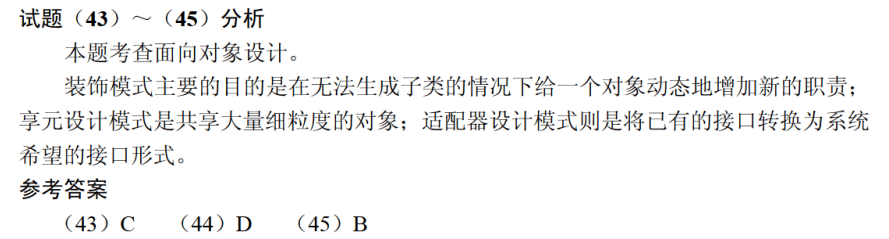 试题（43）～（45）分析
本题考查面向对象设计。
装饰模式主要的目的是在无法生成子类的情况下给一个对象动态地增加新的职责；
享元设计模式是共享大量细粒度的对象；适配器设计模式则是将已有的接口转换为系统
希望的接口形式。
参考答案
（43）C （44）D （45）B